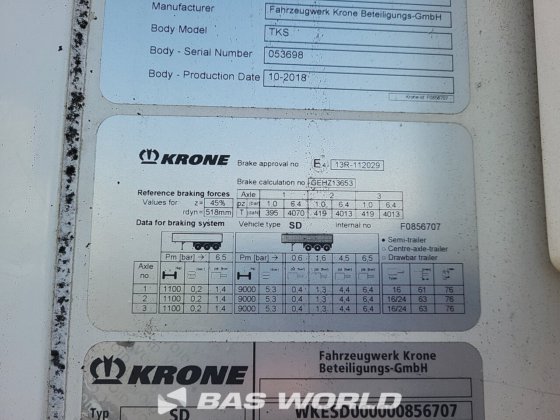 Manufacturer Fahrzeugwerk Krone Beteiligungs-GmbH
Body Model TKS
Body - Serial Number 053698
Body - Production Date 10-2018
Krone-id F0856707
KRONE
Brake approval no E4 13R-112029
Brake calculation no GEHZ13653
Reference braking forces Axle 1 2 3
Values for z = 45% pz [bar] 1.0 6.4 1.0 6.4 1.0 6.4
rdyn = 518mm T [daN] 395 4070 419 4013 419 4013
Data for braking system Vehicle type SD internal no F0856707
Semi-trailer
Centre-axle-trailer
Drawbar trailer
Pm [bar] → 6,5 Pm [bar] → 0,6 1,6 4,5 6,5
Axle no
1 1100 0,2 1,4 9000 5:3 0,4 1,3 4,4 6,4 16 61 76
2 1100 0,2 1,4 9000 5:3 0,4 1,3 4,4 6,4 16/24 63 76
3 1100 0,2 1,4 9000 5:3 0,4 1,3 4,4 6,4 16/24 63 76
KRONE Fahrzeugwerk Krone
Beteiligungs-GmbH
BAS WORLD
Typ SD WKESD000000856707